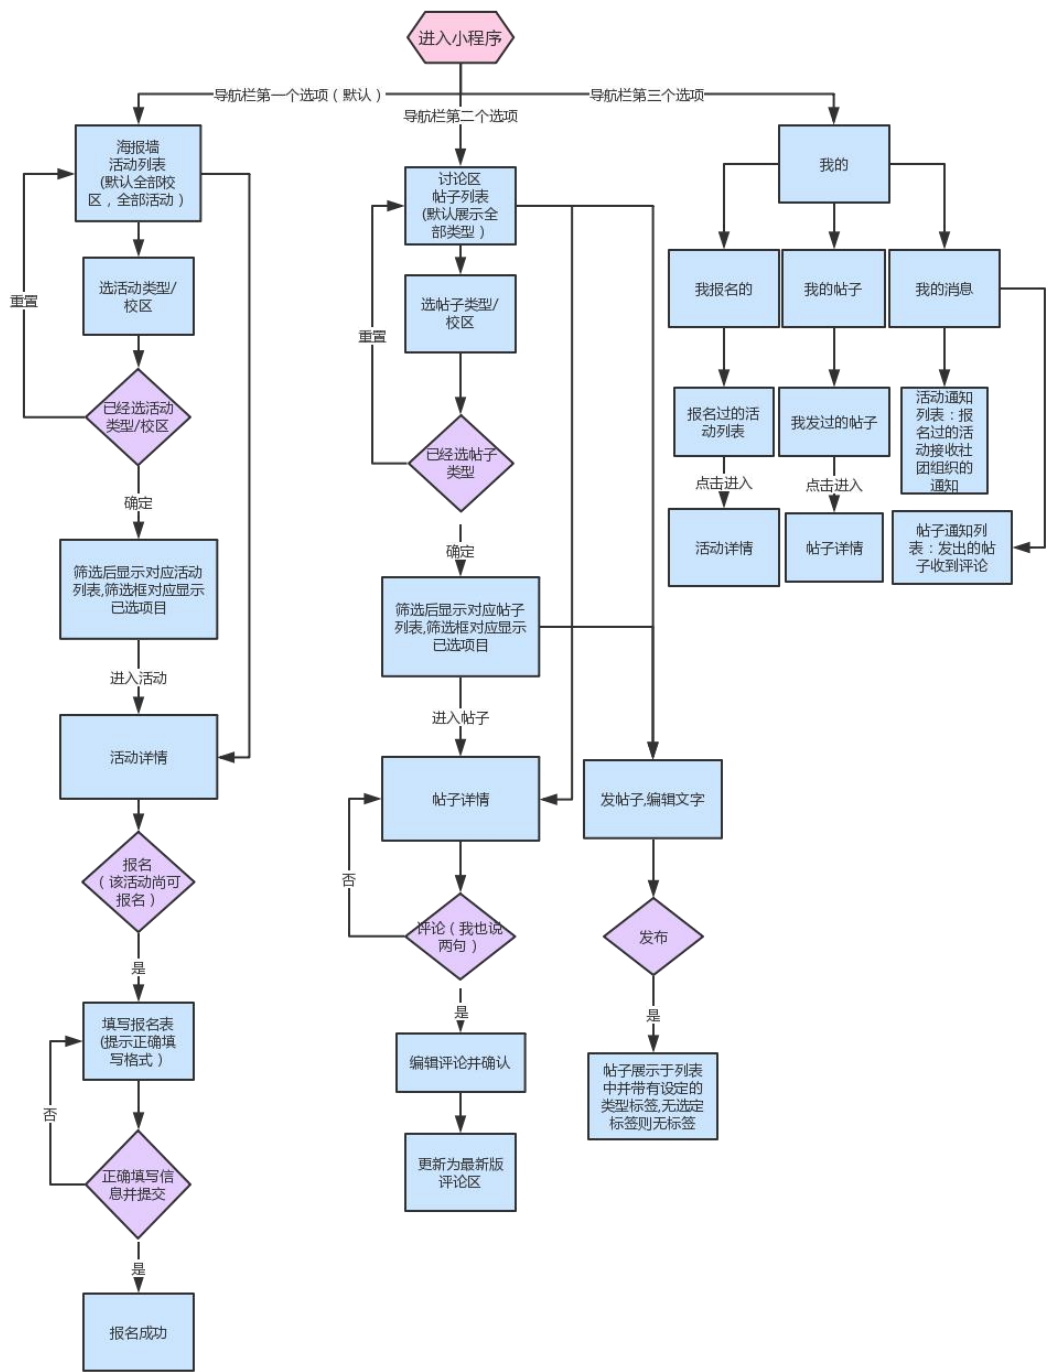 进入小程序
导航栏第一个选项（默认）
导航栏第二个选项
导航栏第三个选项
海报墙
活动列表
(默认全部校
区，全部活动）
重置
选活动类型/
校区
已经选活动
类型/校区
确定
筛选后显示对应活动
列表,筛选框对应显示
已选项目
进入活动
活动详情
报名
（该活动尚可
报名）
是
填写报名表
(提示正确填
写格式）
否
正确填写信
息并提交
是
报名成功
讨论区
帖子列表
(默认展示全
部类型）
重置
选帖子类型/
校区
已经选帖子
类型
确定
筛选后显示对应帖子
列表,筛选框对应显示
已选项目
进入帖子
帖子详情
否
评论（我也说
两句）
是
编辑评论并确认
更新为最新版
评论区
发帖子,编辑文字
发布
是
帖子展示于列表
中并带有设定的
类型标签,无选定
标签则无标签
我的
我报名的
我的帖子
我的消息
报名过的活
动列表
点击进入
活动详情
我发过的帖子
点击进入
帖子详情
活动通知
列表：报
名过的活
动接收社
团组织的
通知
帖子通知列
表：发出的帖
子收到评论